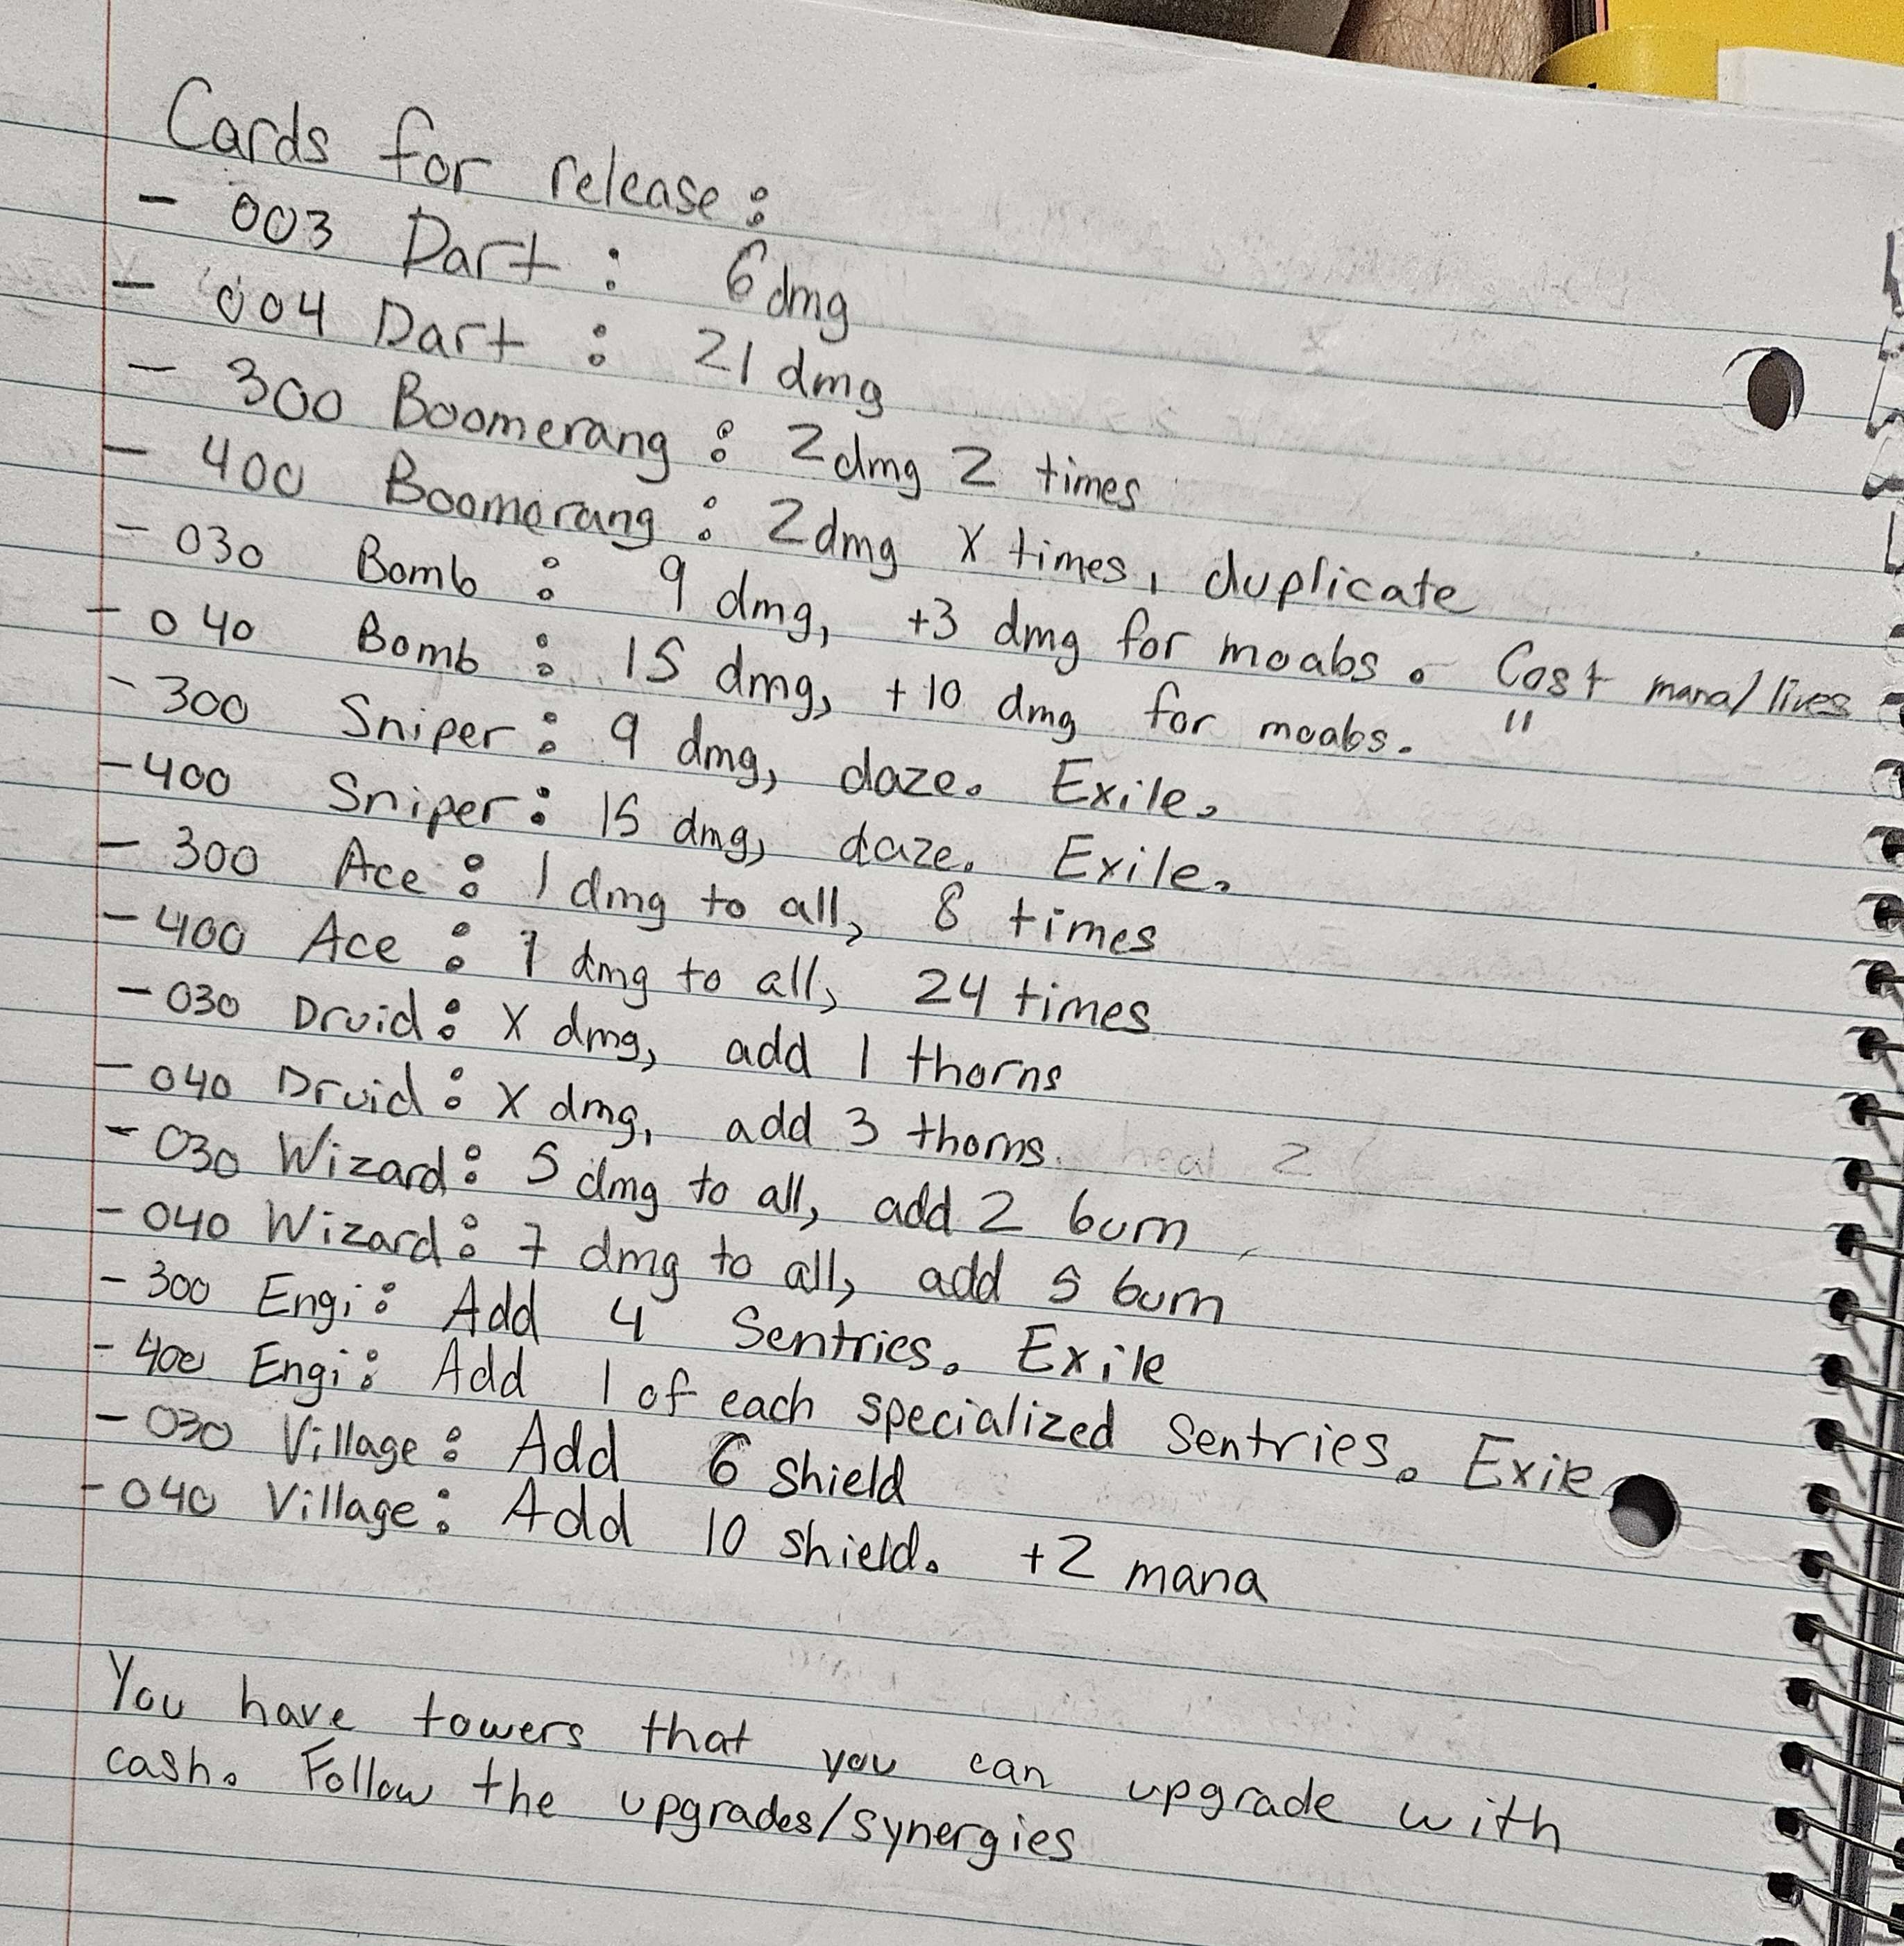 Cards for release:
- 003 Dart: 6 dmg
- 004 Dart: 21 dmg
- 300 Boomerang: 2 dmg 2 times
- 400 Boomerang: 2 dmg X times, duplicate
- 030 Bomb: 9 dmg, +3 dmg for moabs. Cost mana/lives
- 040 Bomb: 15 dmg, +10 dmg for moabs. "
- 300 Sniper: 9 dmg, daze. Exile.
- 400 Sniper: 15 dmg, daze. Exile.
- 300 Ace: 1 dmg to all, 8 times
- 400 Ace: 1 dmg to all, 24 times
- 030 Druid: X dmg, add 1 thorns
- 040 Druid: X dmg, add 3 thorns. heal 2
- 030 Wizard: 5 dmg to all, add 2 burn
- 040 Wizard: 7 dmg to all, add 5 burn
- 300 Engi: Add 4 Sentries. Exile
- 400 Engi: Add 1 of each specialized Sentries. Exile
- 030 Village: Add 6 shield
- 040 Village: Add 10 shield. +2 mana
You have towers that you can upgrade with
cash. Follow the upgrades/synergies